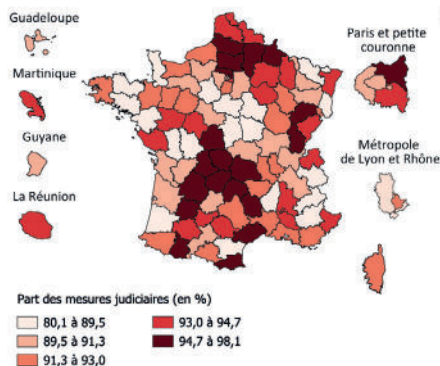 Guadeloupe
Martinique
Guyane
La Réunion
Paris et petite
couronne
Métropole
de Lyon et Rhône
Part des mesures judiciaires (en %)
80,1 à 89,5
89,5 à 91,3
91,3 à 93,0
93,0 à 94,7
94,7 à 98,1